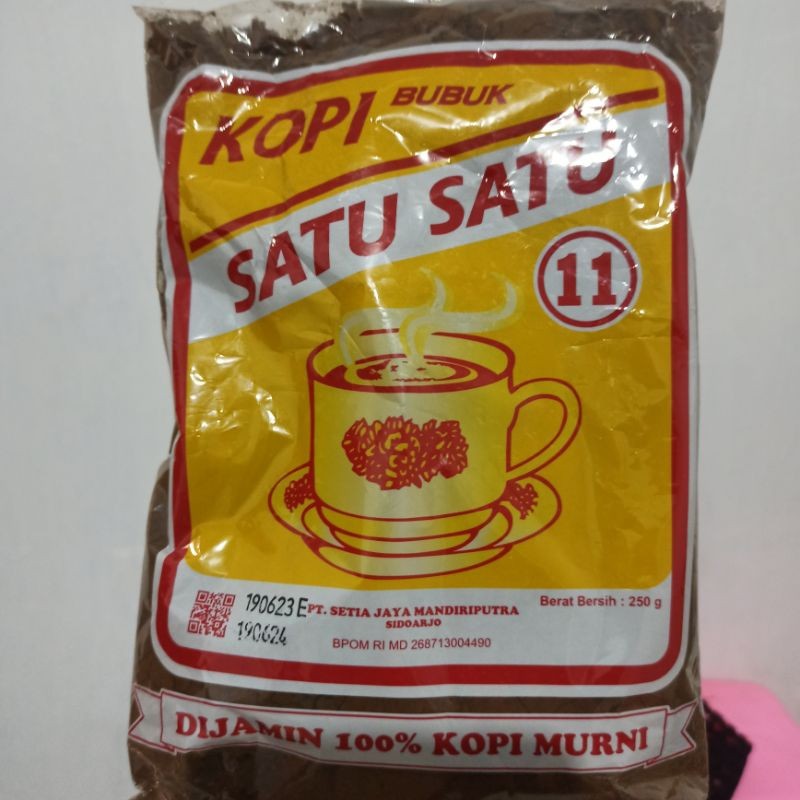 KOPI BUBUK
SATU SATU
11
190623 E
190624
PT. SETIA JAYA MANDIRIPUTRA
SIDOARJO
BPOM RI MD 268713004490
Berat Bersih : 250 g
DIJAMIN 100% KOPI MURNI